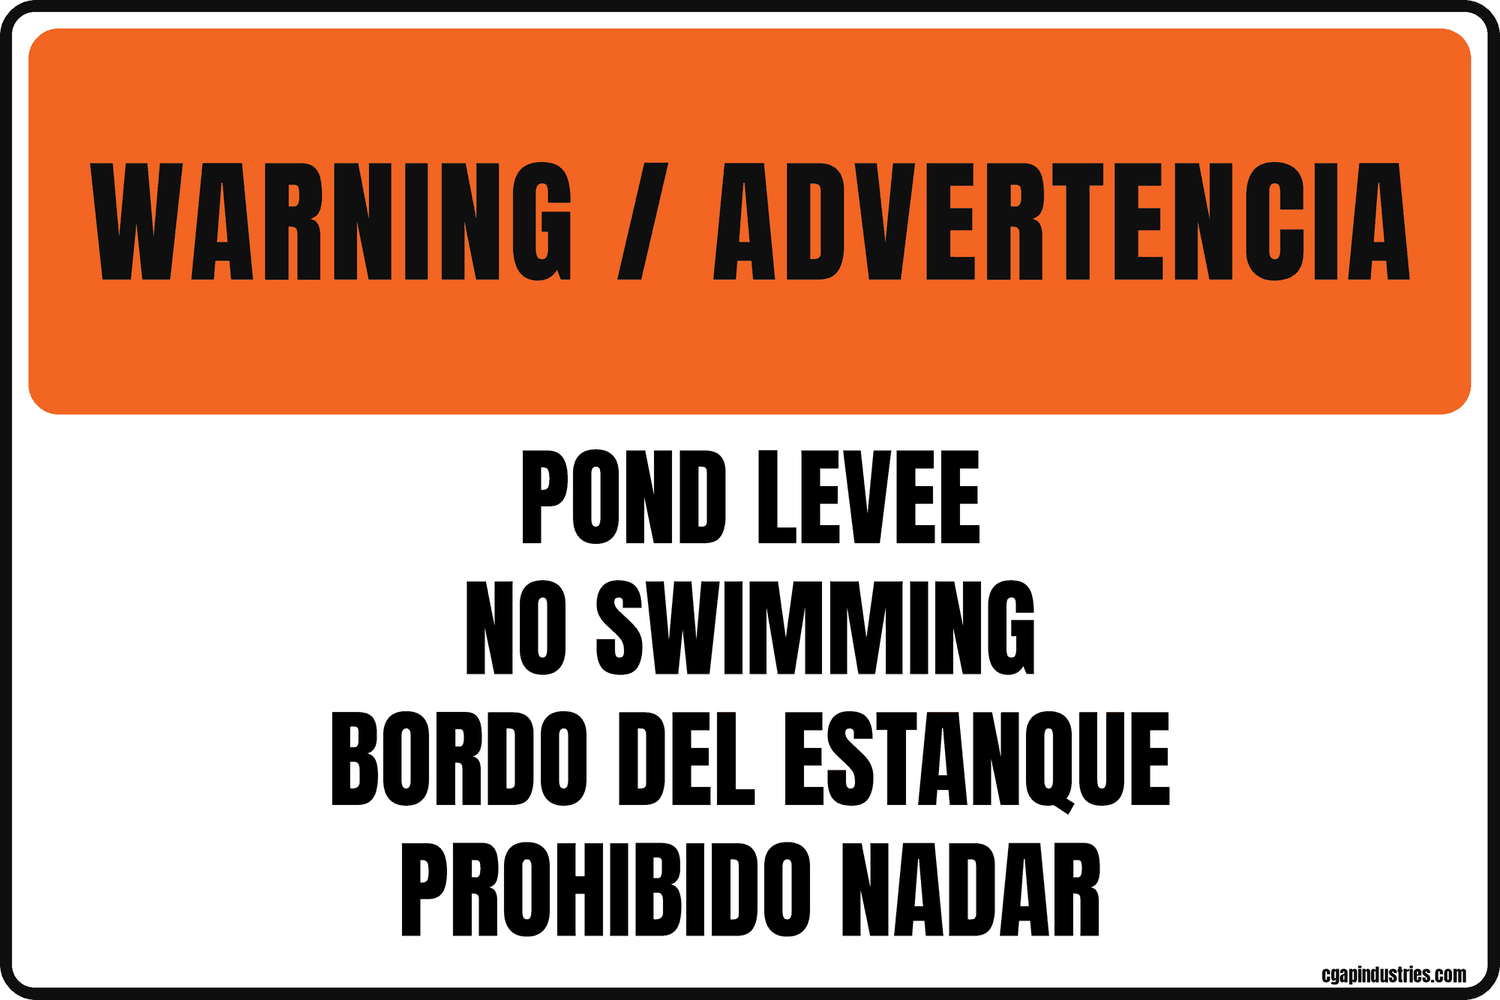 WARNING / ADVERTENCIA
POND LEVEE
NO SWIMMING
BORDO DEL ESTANQUE
PROHIBIDO NADAR
cgapindustries.com